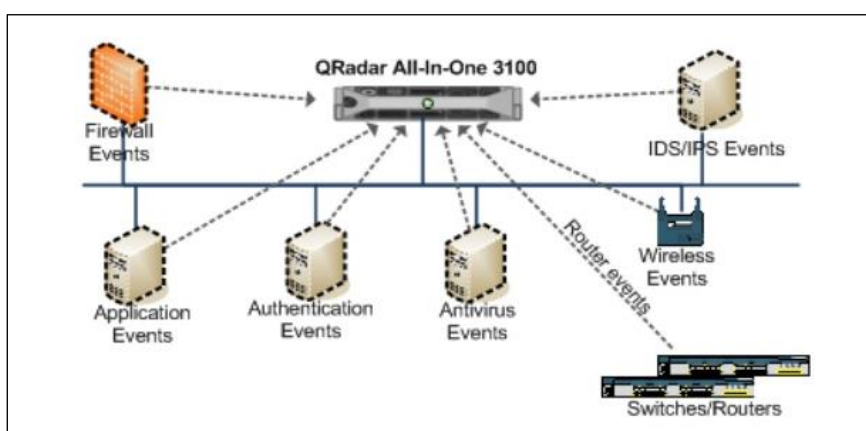 QRadar All-In-One 3100
Firewall
Events
IDS/IPS Events
Application
Events
Authentication
Events
Antivirus
Events
Router events
Wireless
Events
Switches/Routers